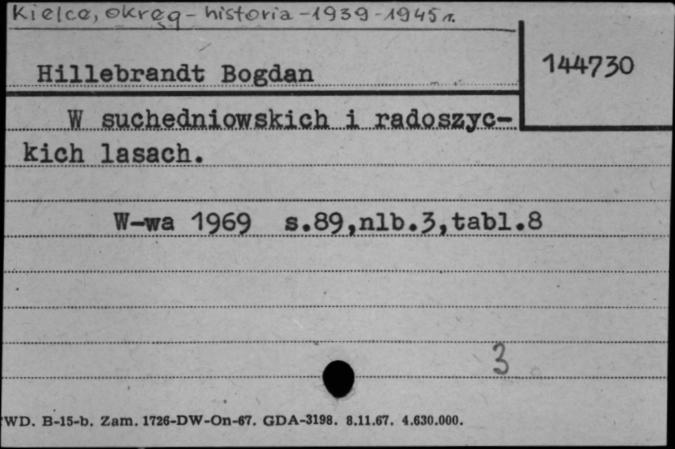 Kielce, okręg - historia - 1939 - 1945 r.
Hillebrandt Bogdan
144730
W suchedniowskich i radoszyc-
kich lasach.
W-wa 1969 s.89,nlb.3,tabl.8
3
WD. B-15-b. Zam. 1726-DW-On-67. GDA-3198. 8.11.67. 4.630.000.